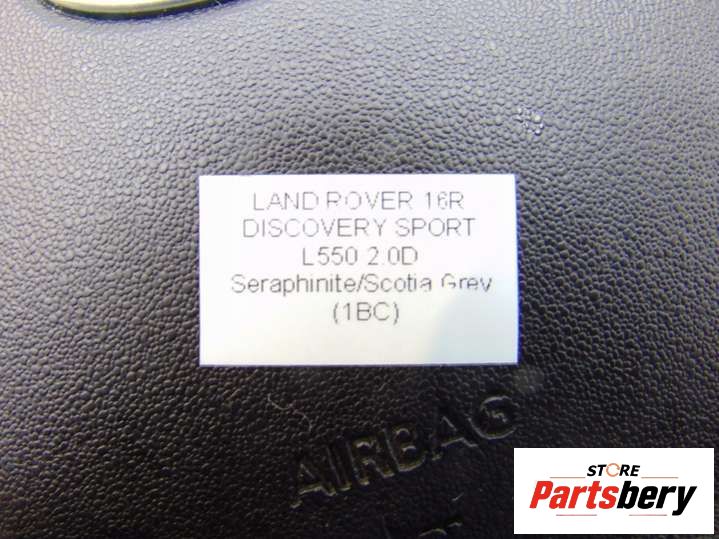 LAND ROVER 16R
DISCOVERY SPORT
L550 2.0D
Seraphinite/Scotia Grey
(1BC)
AIRBAG
STORE
Partsbery